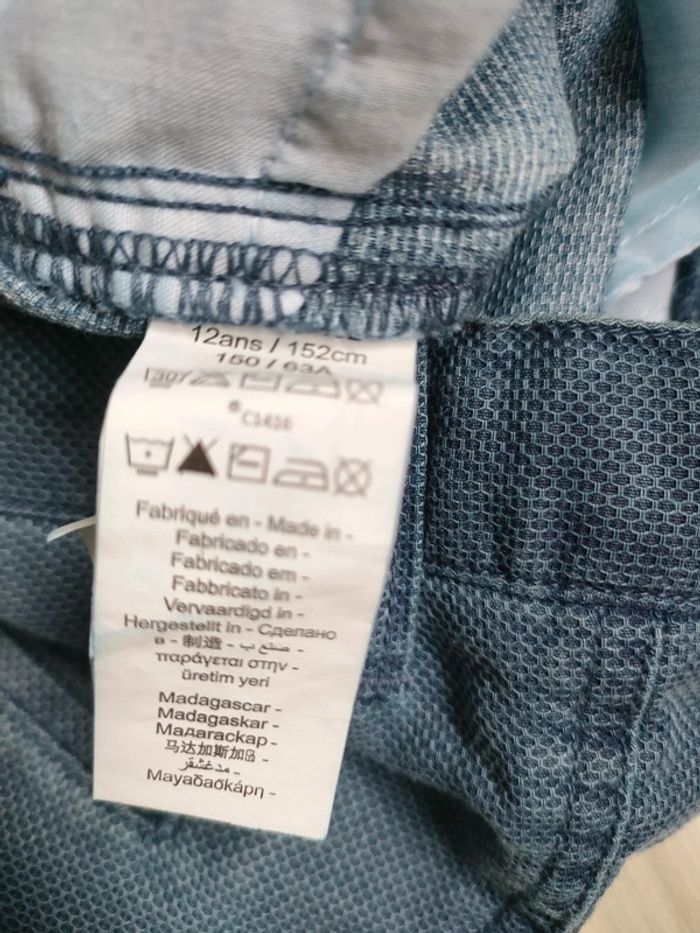 12ans / 152cm
150 / 63A
Fabriqué en - Made in -
Fabricado en -
Fabricado em -
Fabbricato in -
Vervaardigd in -
Hergestellt in - Сделано
в - 制造 - صنع ب -
παράγεται στην -
üretim yeri
Madagascar -
Madagaskar -
Мадагаскар -
马达加斯加岛 -
مدغشقر -
Μαγαδασκάρη -